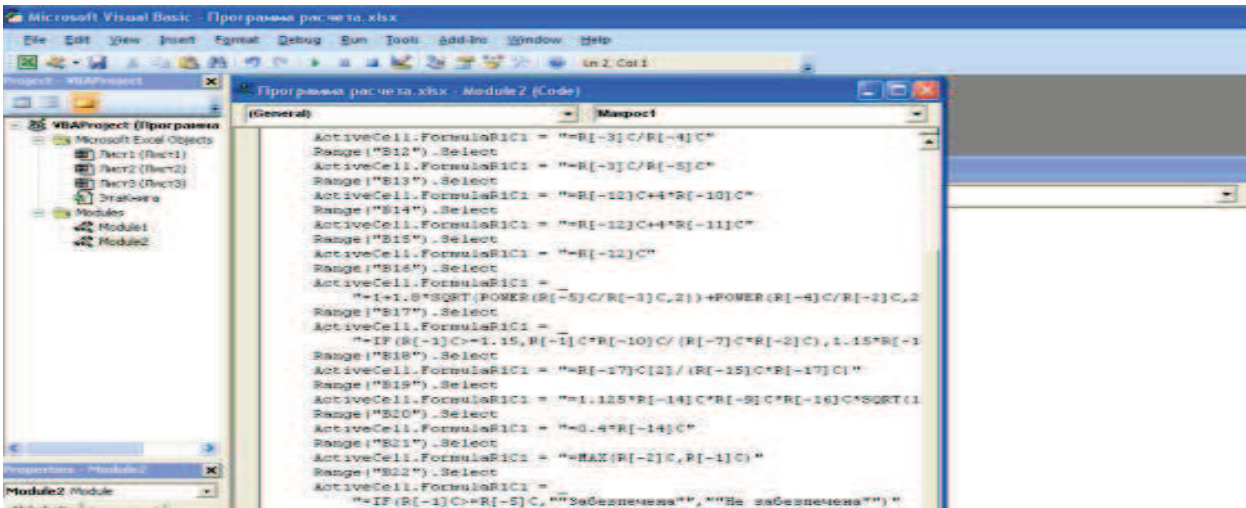 Microsoft Visual Basic - Программа расчета.xlsx
File Edit View Insert Format Debug Run Tools Add-Ins Window Help
Ln 2, Col 1
Project - VBAProject
VBAProject (Программа
Microsoft Excel Objects
Лист1 (Лист1)
Лист2 (Лист2)
Лист3 (Лист3)
ЭтаКнига
Modules
Module1
Module2
Properties - Module2
Module2 Module
Программа расчета.xlsx - Module2 (Code)
(General) Макрос1
ActiveCell.FormulaR1C1 = "=R[-3]C/R[-4]C"
Range("B12").Select
ActiveCell.FormulaR1C1 = "=R[-3]C/R[-5]C"
Range("B13").Select
ActiveCell.FormulaR1C1 = "=R[-12]C+4*R[-10]C"
Range("B14").Select
ActiveCell.FormulaR1C1 = "=R[-12]C+4*R[-11]C"
Range("B15").Select
ActiveCell.FormulaR1C1 = "=R[-12]C"
Range("B16").Select
ActiveCell.FormulaR1C1 = _
"=1+1.8*SQRT(POWER(R[-5]C/R[-3]C,2))+POWER(R[-4]C/R[-2]C,2
Range("B17").Select
ActiveCell.FormulaR1C1 = _
"=IF(R[-1]C>=1.15,R[-1]C*R[-10]C/(R[-7]C*R[-2]C),1.15*R[-1
Range("B18").Select
ActiveCell.FormulaR1C1 = "=R[-17]C[2]/(R[-15]C*R[-17]C)"
Range("B19").Select
ActiveCell.FormulaR1C1 = "=1.125*R[-14]C*R[-9]C*R[-16]C*SQRT(1
Range("B20").Select
ActiveCell.FormulaR1C1 = "=0.4*R[-14]C"
Range("B21").Select
ActiveCell.FormulaR1C1 = "=MAX(R[-2]C,R[-1]C)"
Range("B22").Select
ActiveCell.FormulaR1C1 = _
"=IF(R[-1]C>=R[-5]C,""Забезпечена"",""Не забезпечена"")"